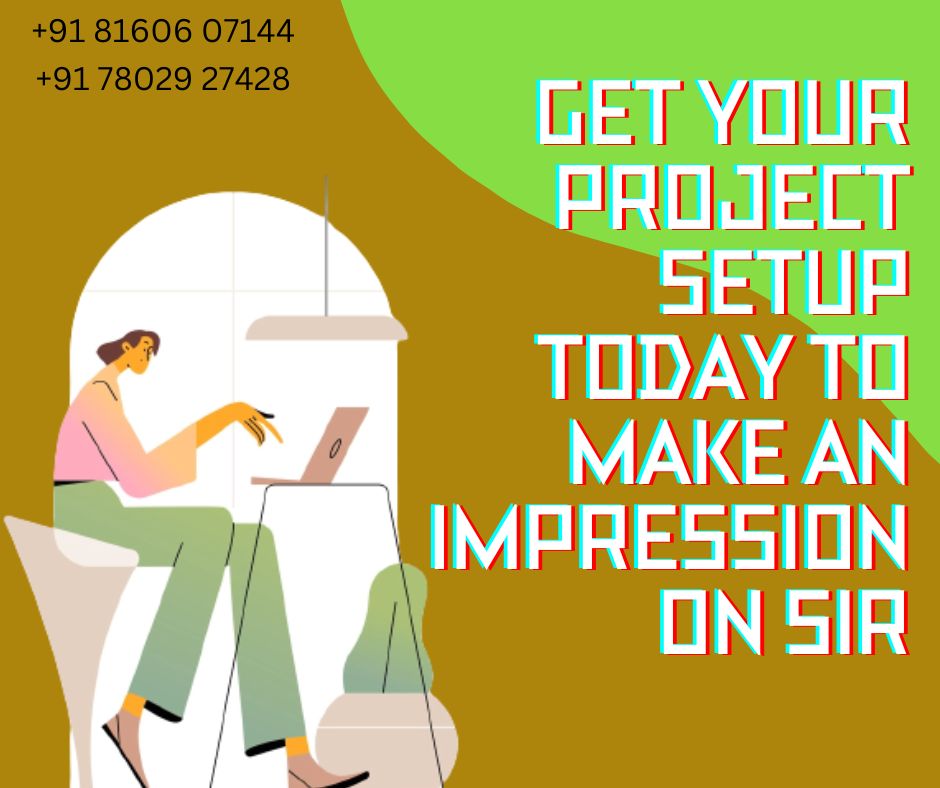 +91 81606 07144
+91 78029 27428
GET YOUR
PROJECT
SETUP
TODAY TO
MAKE AN
IMPRESSION
ON SIR